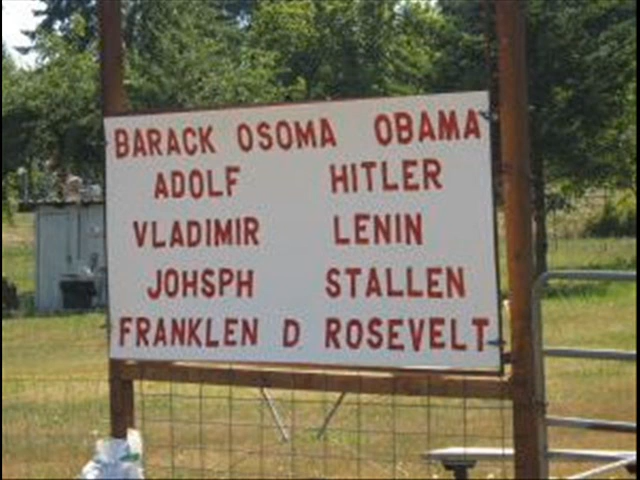 BARACK OSOMA OBAMA
ADOLF HITLER
VLADIMIR LENIN
JOHSPH STALLEN
FRANKLEN D ROSEVELT